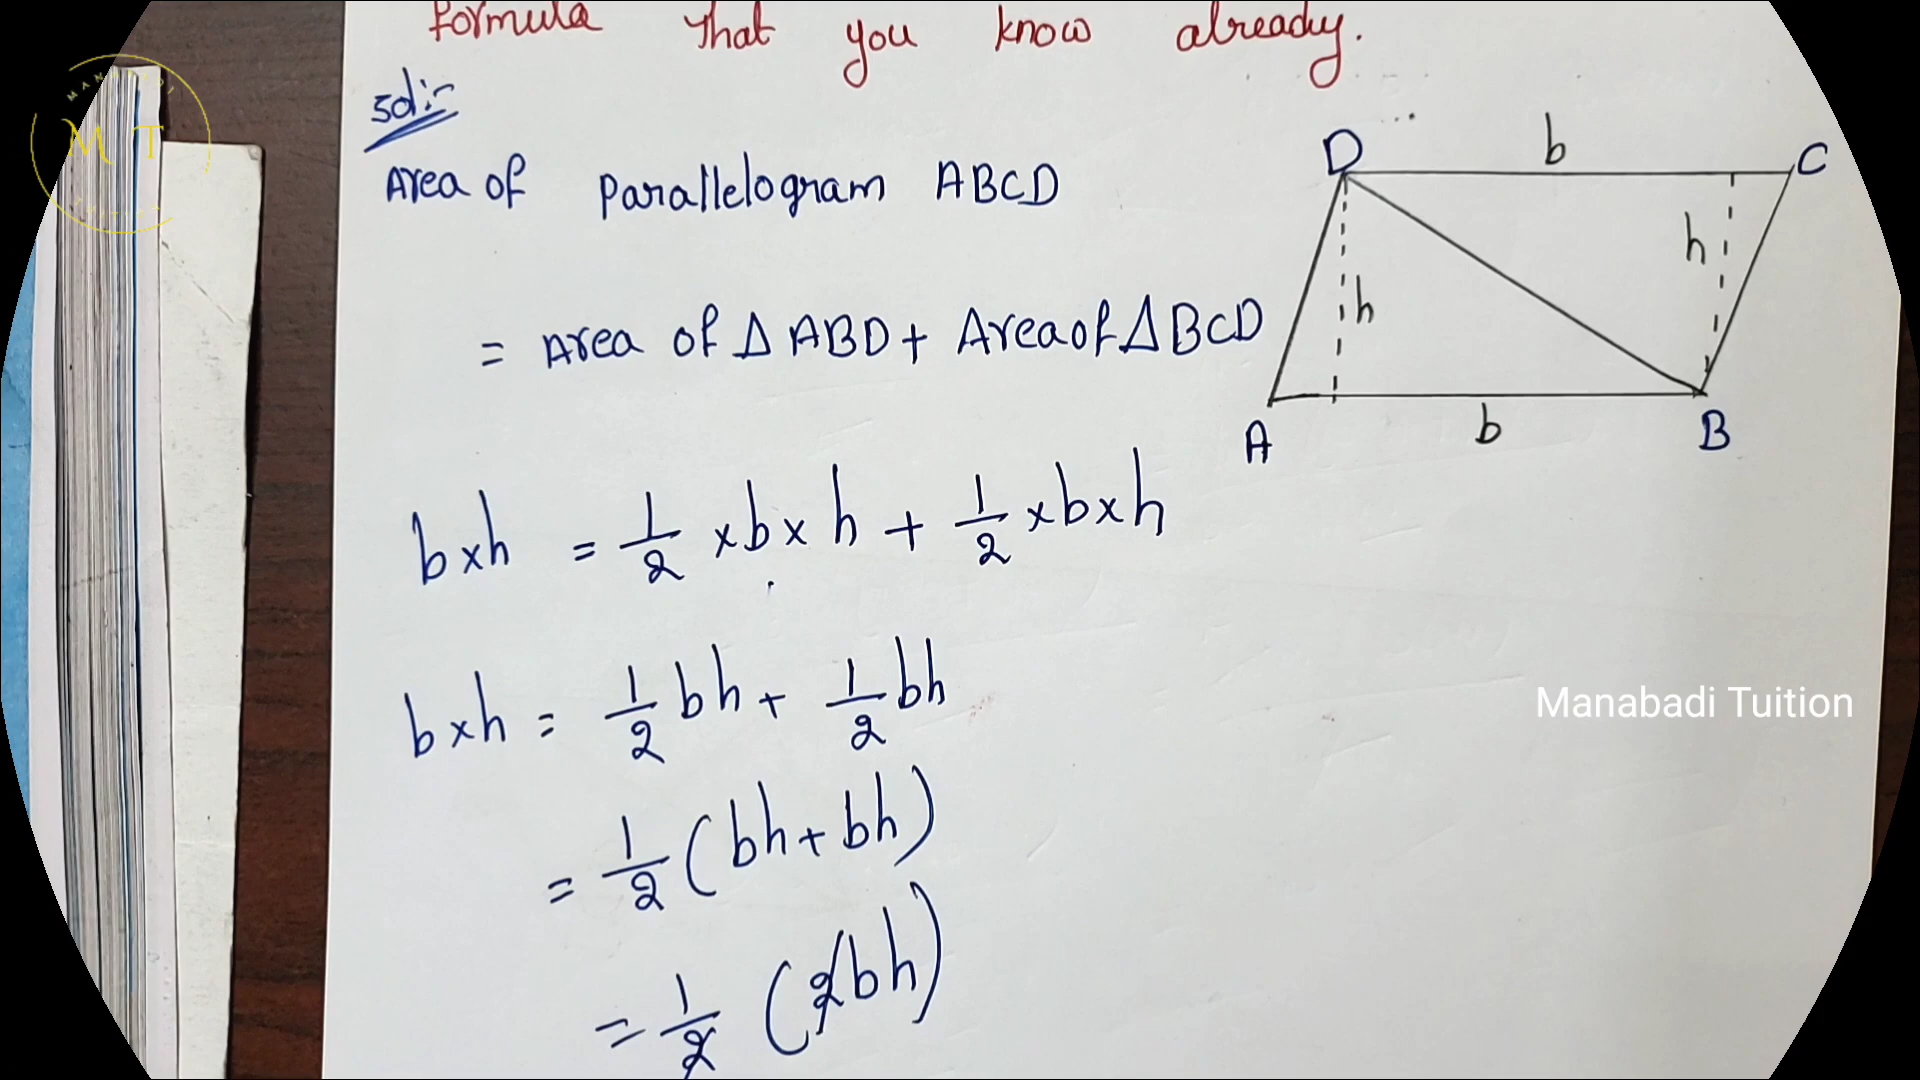 formula that you know already.
Sol:-
Area of parallelogram ABCD
= Area of Δ ABD + Area of Δ BCD
b×h = 1/2 ×b×h + 1/2 ×b×h
b×h = 1/2 bh + 1/2 bh
= 1/2 (bh + bh)
= 1/2 (2bh)
D b C
h h
A b B
Manabadi Tuition
M T